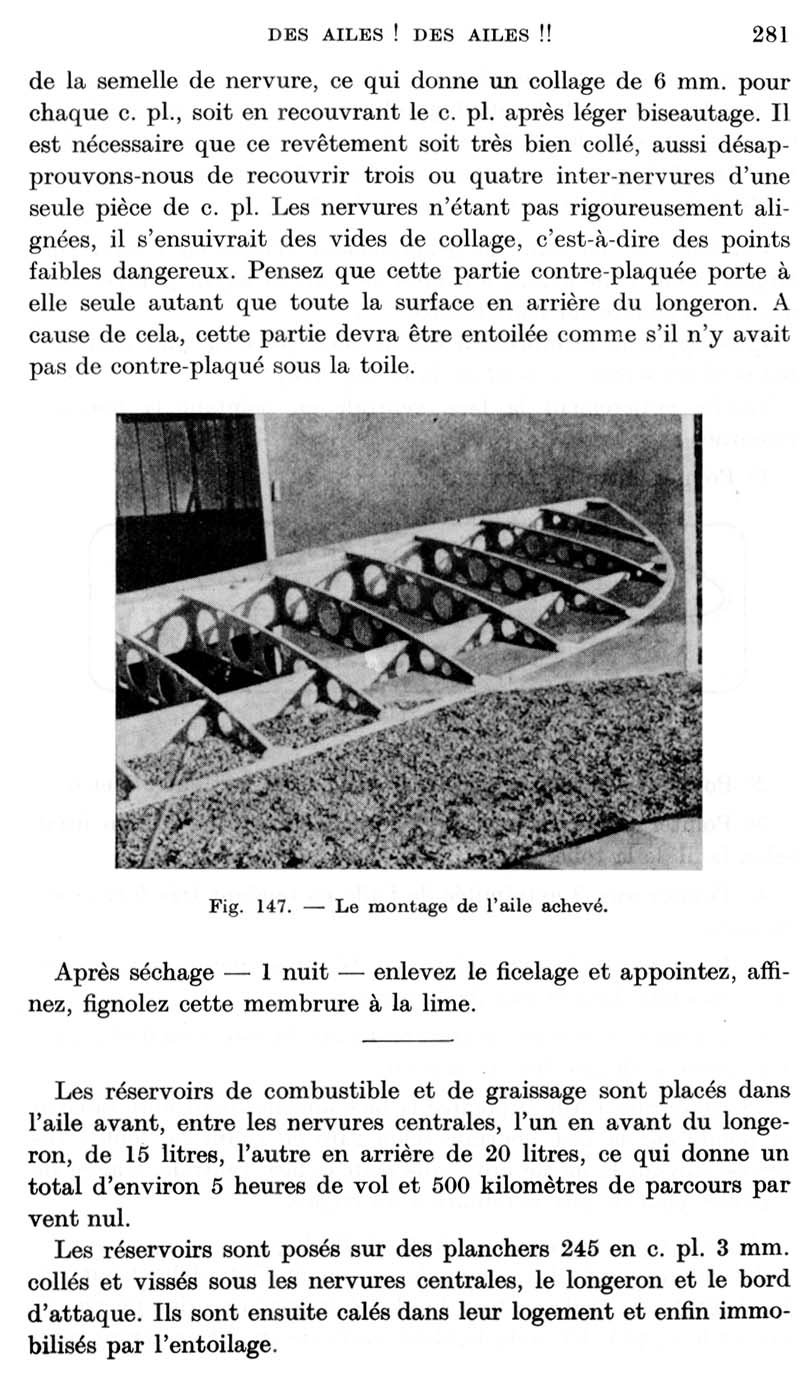 DES AILES ! DES AILES !! 281
de la semelle de nervure, ce qui donne un collage de 6 mm. pour
chaque c. pl., soit en recouvrant le c. pl. après léger biseautage. Il
est nécessaire que ce revêtement soit très bien collé, aussi désap-
prouvons-nous de recouvrir trois ou quatre inter-nervures d'une
seule pièce de c. pl. Les nervures n'étant pas rigoureusement ali-
gnées, il s'ensuivrait des vides de collage, c'est-à-dire des points
faibles dangereux. Pensez que cette partie contre-plaquée porte à
elle seule autant que toute la surface en arrière du longeron. A
cause de cela, cette partie devra être entoilée comme s'il n'y avait
pas de contre-plaqué sous la toile.
Fig. 147. — Le montage de l'aile achevé.
Après séchage — 1 nuit — enlevez le ficelage et appointez, affi-
nez, fignolez cette membrure à la lime.
Les réservoirs de combustible et de graissage sont placés dans
l'aile avant, entre les nervures centrales, l'un en avant du longe-
ron, de 15 litres, l'autre en arrière de 20 litres, ce qui donne un
total d'environ 5 heures de vol et 500 kilomètres de parcours par
vent nul.
Les réservoirs sont posés sur des planchers 245 en c. pl. 3 mm.
collés et vissés sous les nervures centrales, le longeron et le bord
d'attaque. Ils sont ensuite calés dans leur logement et enfin immo-
bilisés par l'entoilage.